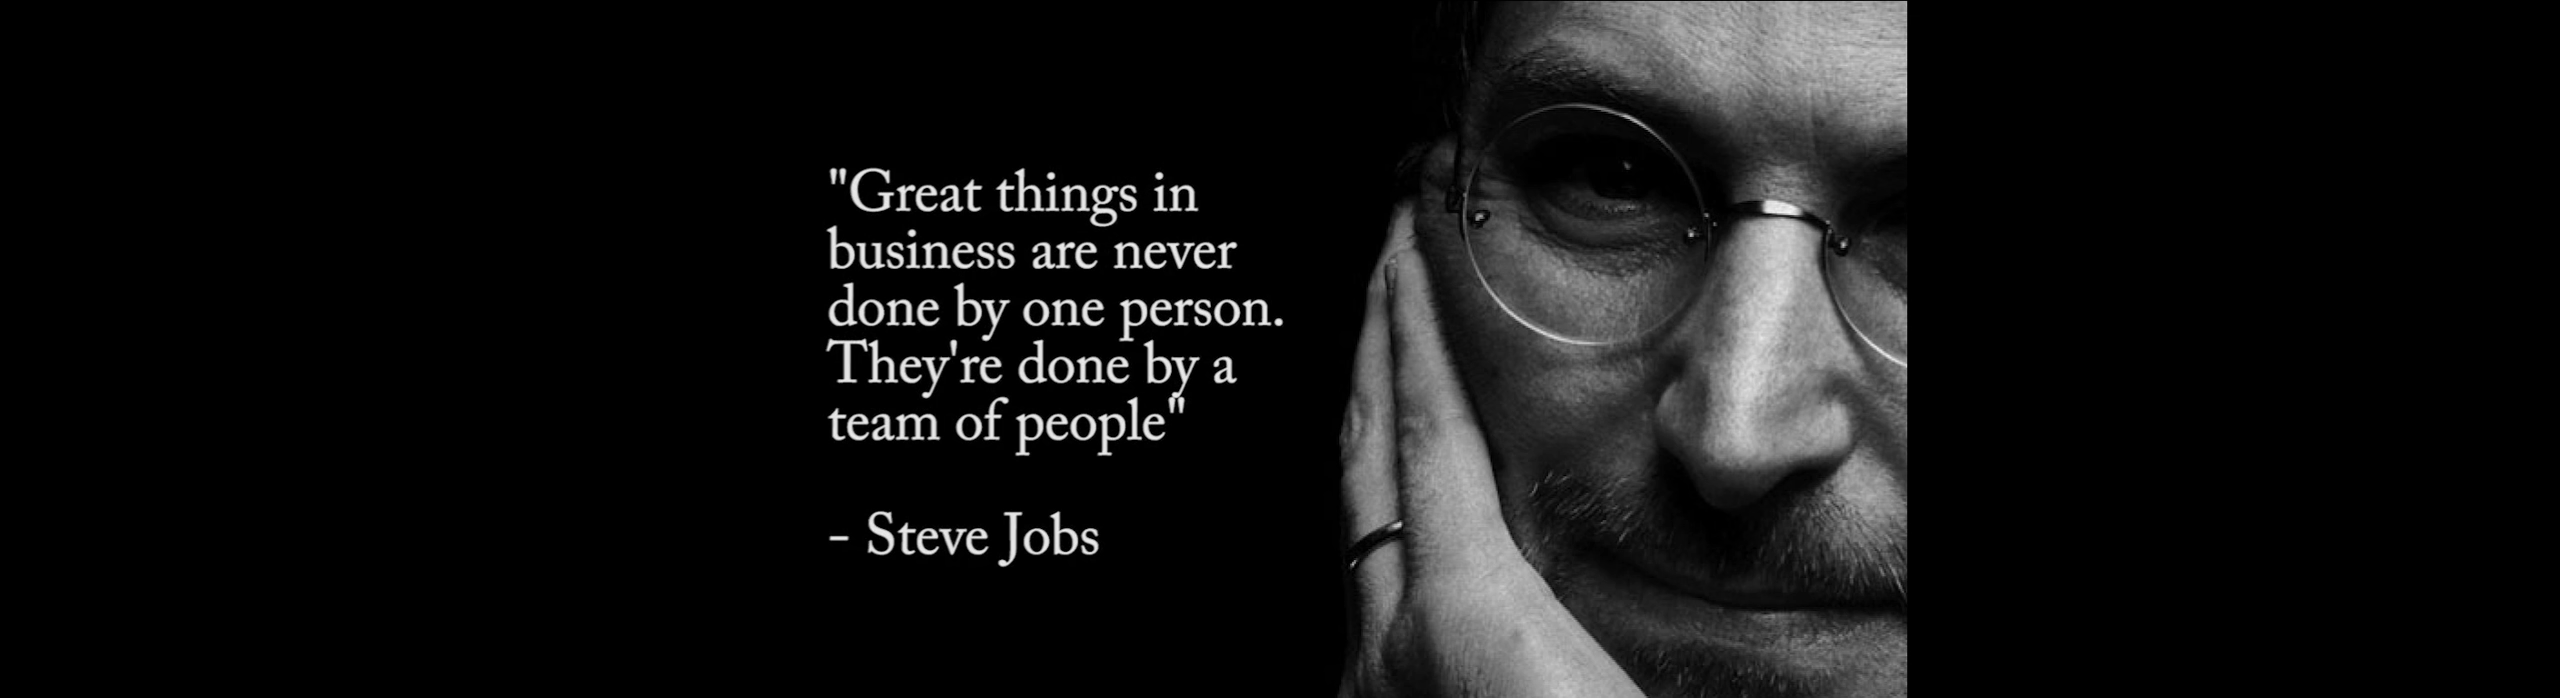 "Great things in
business are never
done by one person.
They're done by a
team of people"
- Steve Jobs